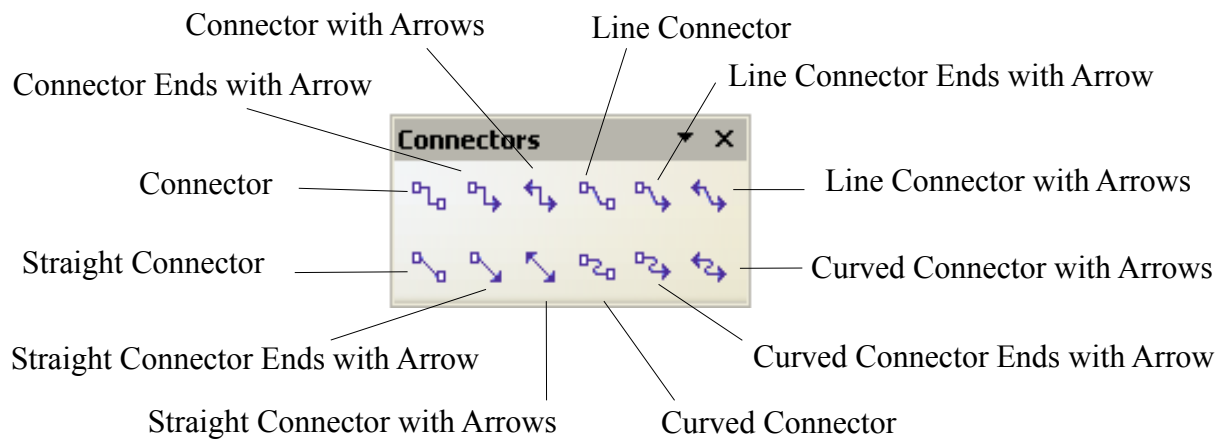 Connector with Arrows
Line Connector
Connector Ends with Arrow
Line Connector Ends with Arrow
Connectors
Connector
Line Connector with Arrows
Straight Connector
Curved Connector with Arrows
Straight Connector Ends with Arrow
Curved Connector Ends with Arrow
Straight Connector with Arrows
Curved Connector